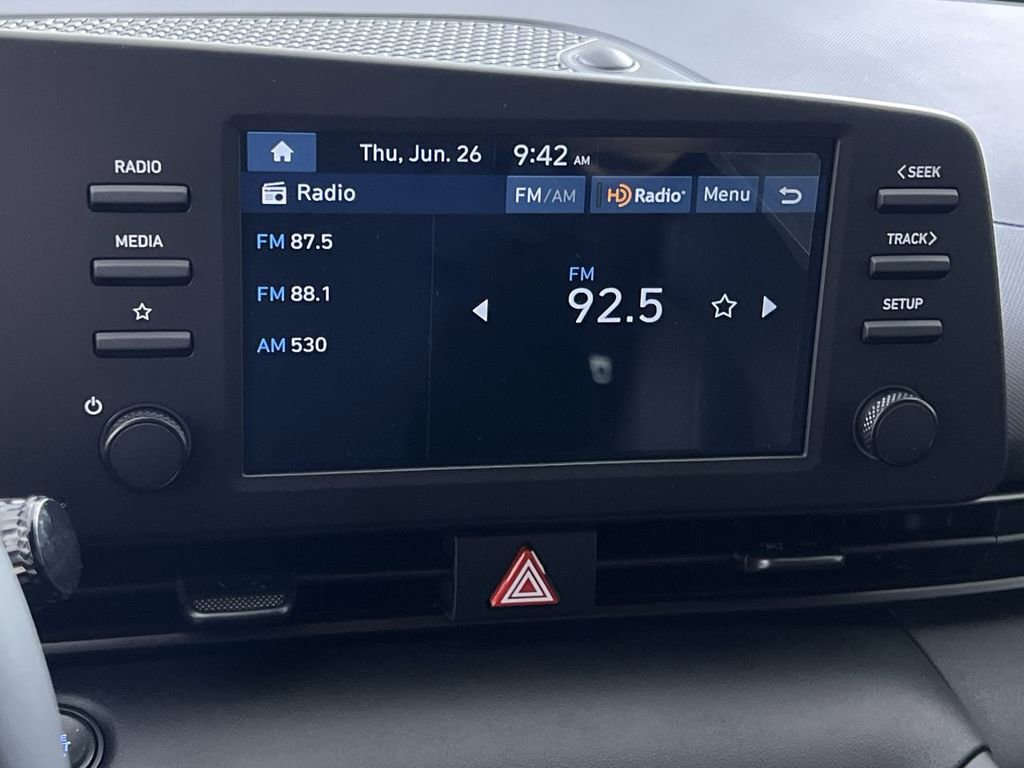 Thu, Jun. 26 9:42 AM
RADIO
Radio FM/AM HD Radio Menu
<SEEK
MEDIA
FM 87.5
TRACK>
FM 88.1
FM
92.5
SETUP
AM 530